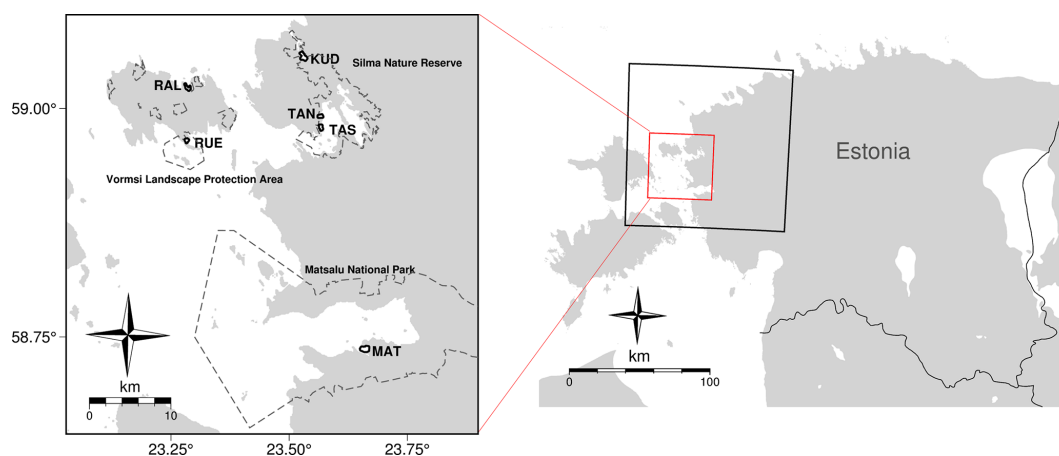 KUD
Silma Nature Reserve
RAL
59.00°
TAN
TAS
RUE
Vormsi Landscape Protection Area
Matsalu National Park
58.75°
MAT
km
0 10
23.25° 23.50° 23.75°
Estonia
km
0 100